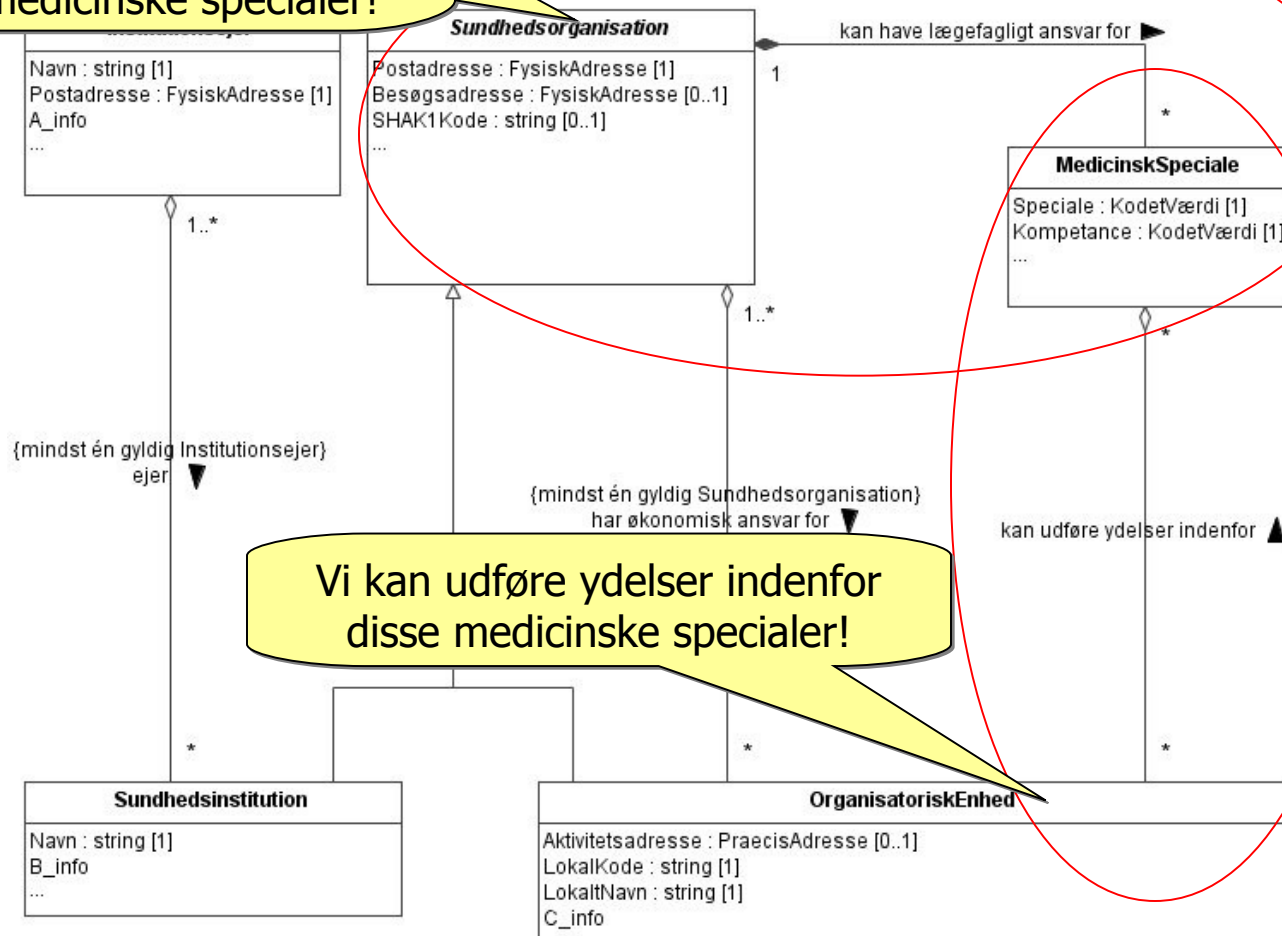 medicinske specialer!
Sundhedsorganisation
Postadresse : FysiskAdresse [1]
Besøgsadresse : FysiskAdresse [0..1]
SHAK1Kode : string [0..1]
...
kan have lægefagligt ansvar for
1
*
Navn : string [1]
Postadresse : FysiskAdresse [1]
A_info
...
MedicinskSpeciale
Speciale : KodetVærdi [1]
Kompetance : KodetVærdi [1]
...
1..*
1..*
*
{mindst én gyldig Institutionsejer}
ejer
{mindst én gyldig Sundhedsorganisation}
har økonomisk ansvar for
kan udføre ydelser indenfor
Vi kan udføre ydelser indenfor
disse medicinske specialer!
*
*
*
Sundhedsinstitution
Navn : string [1]
B_info
...
OrganisatoriskEnhed
Aktivitetsadresse : PraecisAdresse [0..1]
LokalKode : string [1]
LokaltNavn : string [1]
C_info